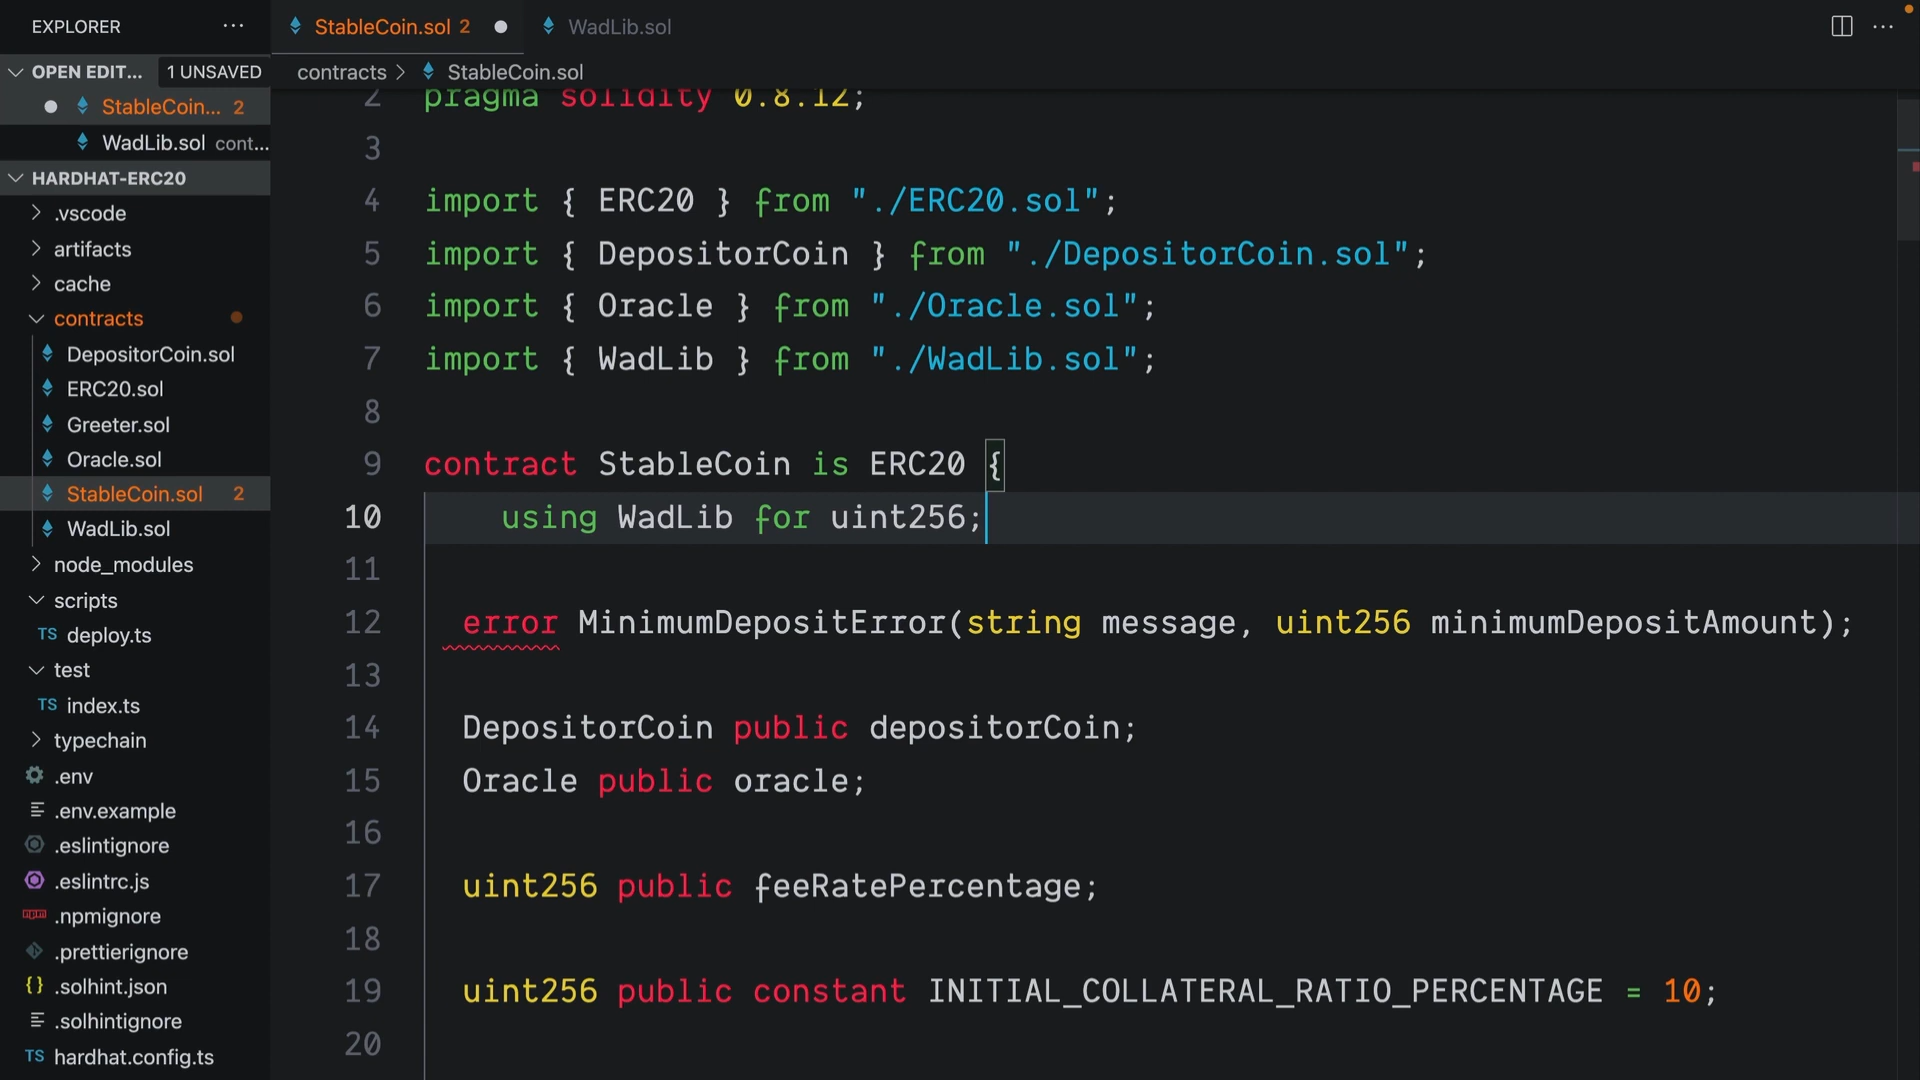 EXPLORER
OPEN EDIT... 1 UNSAVED
StableCoin... 2
WadLib.sol cont...
HARDHAT-ERC20
.vscode
artifacts
cache
contracts
DepositorCoin.sol
ERC20.sol
Greeter.sol
Oracle.sol
StableCoin.sol 2
WadLib.sol
node_modules
scripts
TS deploy.ts
test
TS index.ts
typechain
.env
.env.example
.eslintignore
.eslintrc.js
npm .npmignore
.prettierignore
{} .solhint.json
.solhintignore
TS hardhat.config.ts
StableCoin.sol 2 WadLib.sol
contracts > StableCoin.sol
2 pragma solidity 0.8.12;
3
4 import { ERC20 } from "./ERC20.sol";
5 import { DepositorCoin } from "./DepositorCoin.sol";
6 import { Oracle } from "./Oracle.sol";
7 import { WadLib } from "./WadLib.sol";
8
9 contract StableCoin is ERC20 {
10 using WadLib for uint256;
11
12 error MinimumDepositError(string message, uint256 minimumDepositAmount);
13
14 DepositorCoin public depositorCoin;
15 Oracle public oracle;
16
17 uint256 public feeRatePercentage;
18
19 uint256 public constant INITIAL_COLLATERAL_RATIO_PERCENTAGE = 10;
20